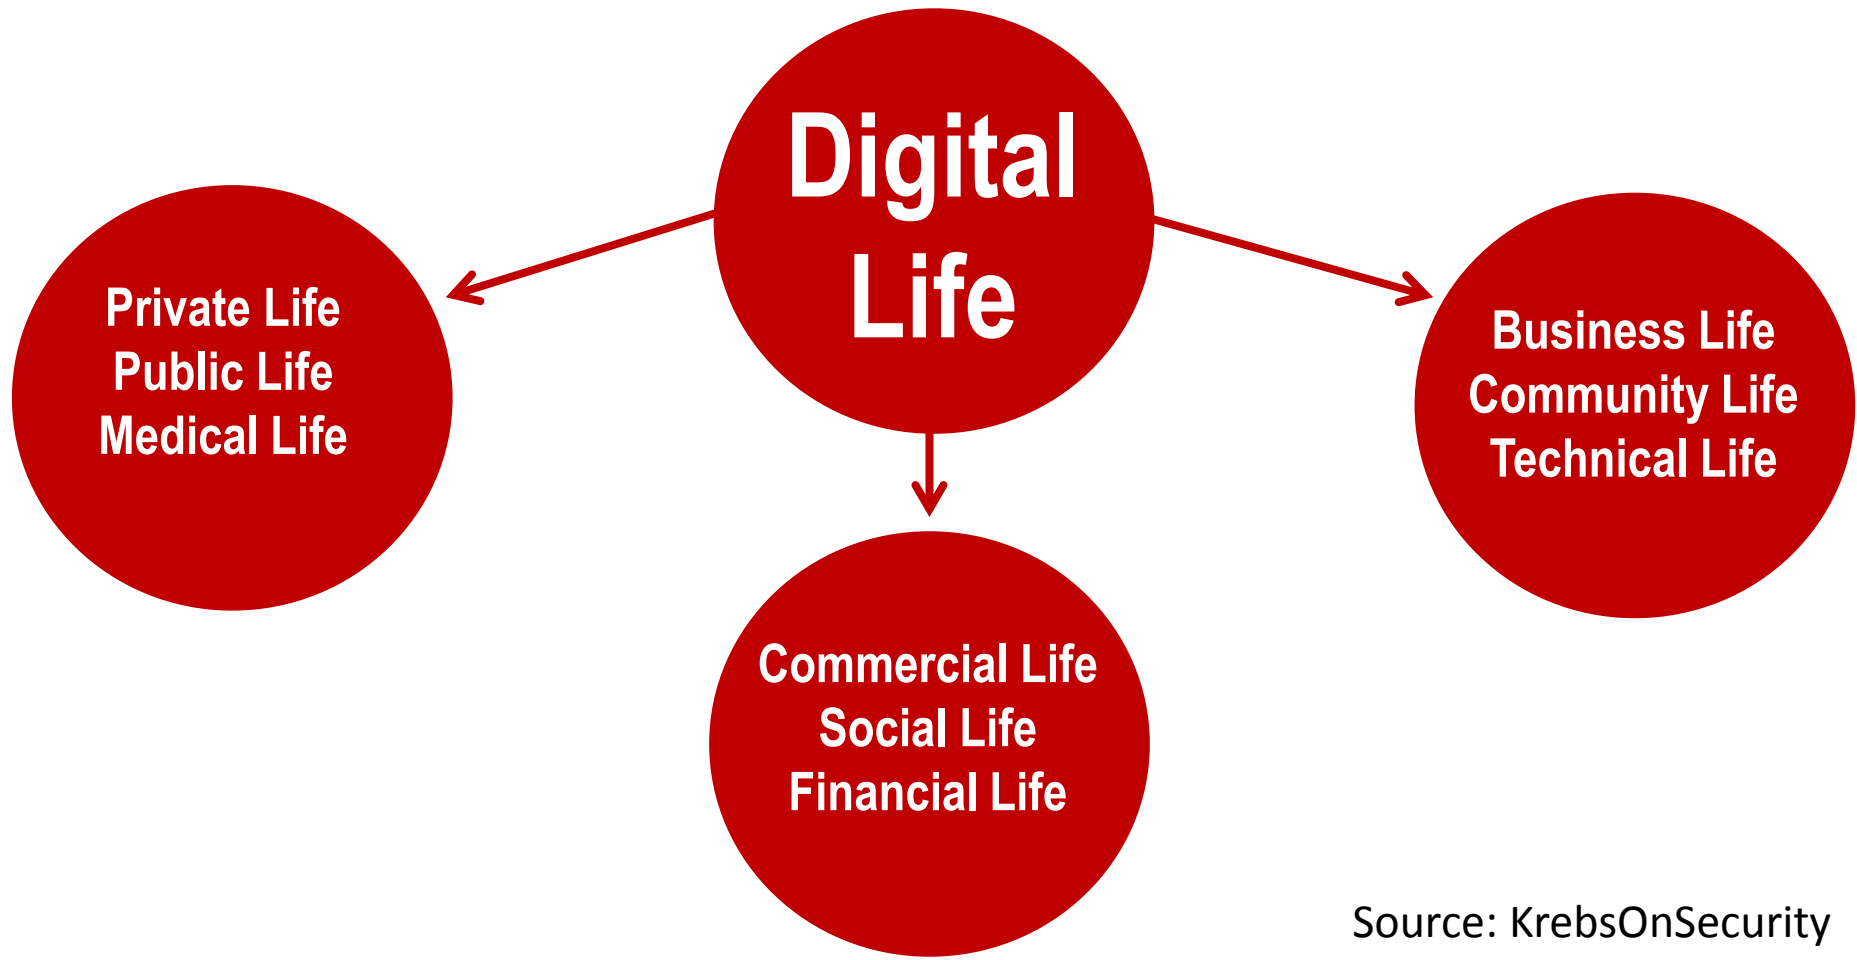 Digital
Life
Private Life
Public Life
Medical Life
Business Life
Community Life
Technical Life
Commercial Life
Social Life
Financial Life
Source: KrebsOnSecurity